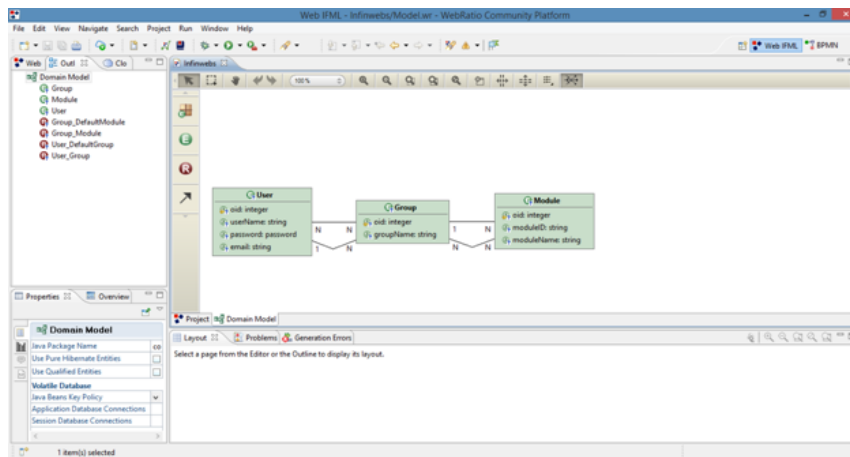 Web IFML - Infinwebs/Model.wr - WebRatio Community Platform
File Edit View Navigate Search Project Run Window Help
Web IFML BPMN
Web Outl Clo
Infinwebs
Domain Model
Group
Module
User
Group_DefaultModule
Group_Module
User_DefaultGroup
User_Group
100%
E
R
User
oid: integer
userName: string
password: password
email: string
N N
1 N
Group
oid: integer
groupName: string
1 N
N N
Module
oid: integer
moduleID: string
moduleName: string
Project Domain Model
Properties Overview
Domain Model
Java Package Name co
Use Pure Hibernate Entities
Use Qualified Entities
Volatile Database
Java Beans Key Policy
Application Database Connections
Session Database Connections
Layout Problems Generation Errors
Select a page from the Editor or the Outline to display its layout.
1 item(s) selected